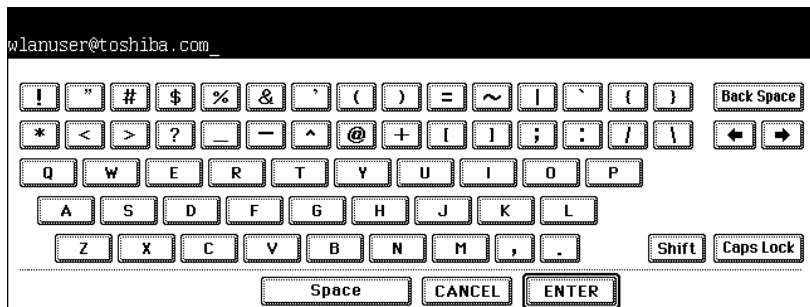 wlanuser@toshiba.com_
! " # $ % & ' ( ) = ~ | ` { } Back Space
* < > ? _ - ^ @ + [ ] ; : / \ ← →
Q W E R T Y U I O P
A S D F G H J K L
Z X C V B N M , . Shift Caps Lock
Space CANCEL ENTER